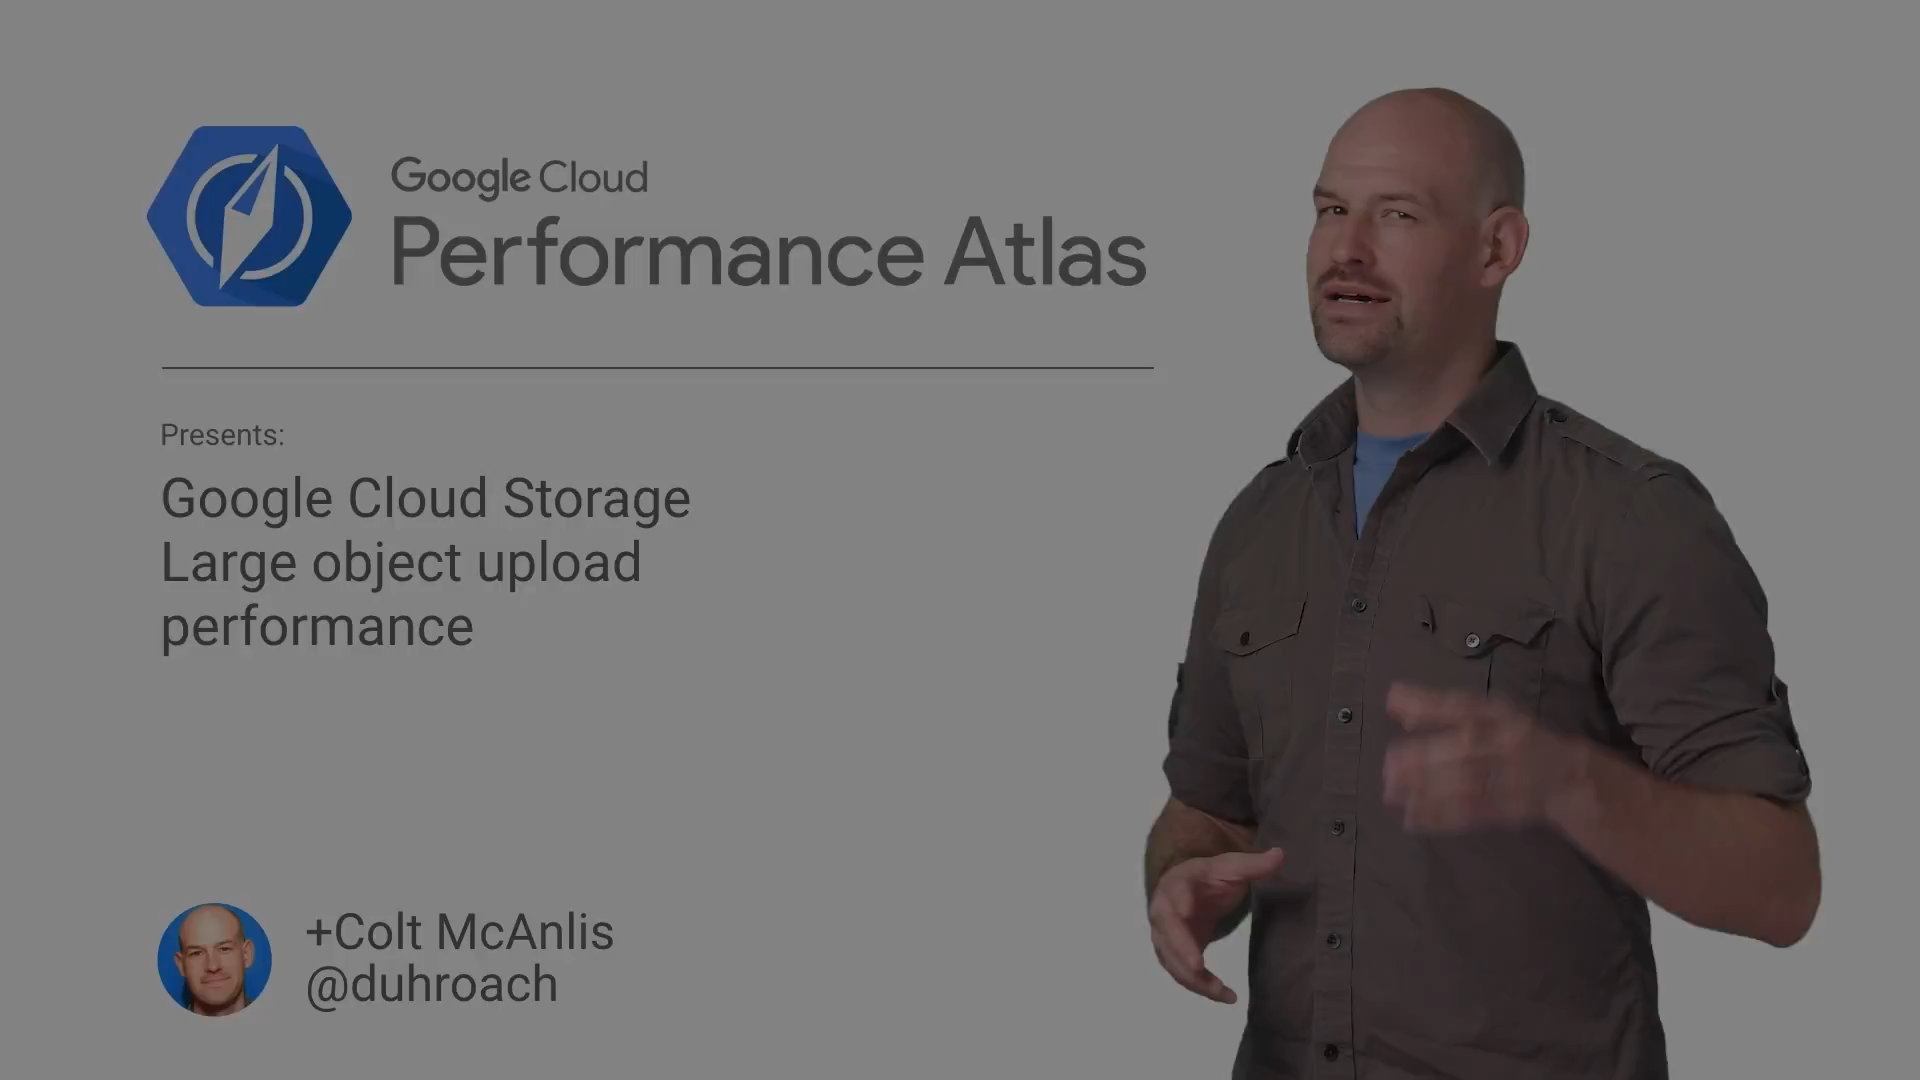 Google Cloud
Performance Atlas
Presents:
Google Cloud Storage
Large object upload
performance
+Colt McAnlis
@duhroach